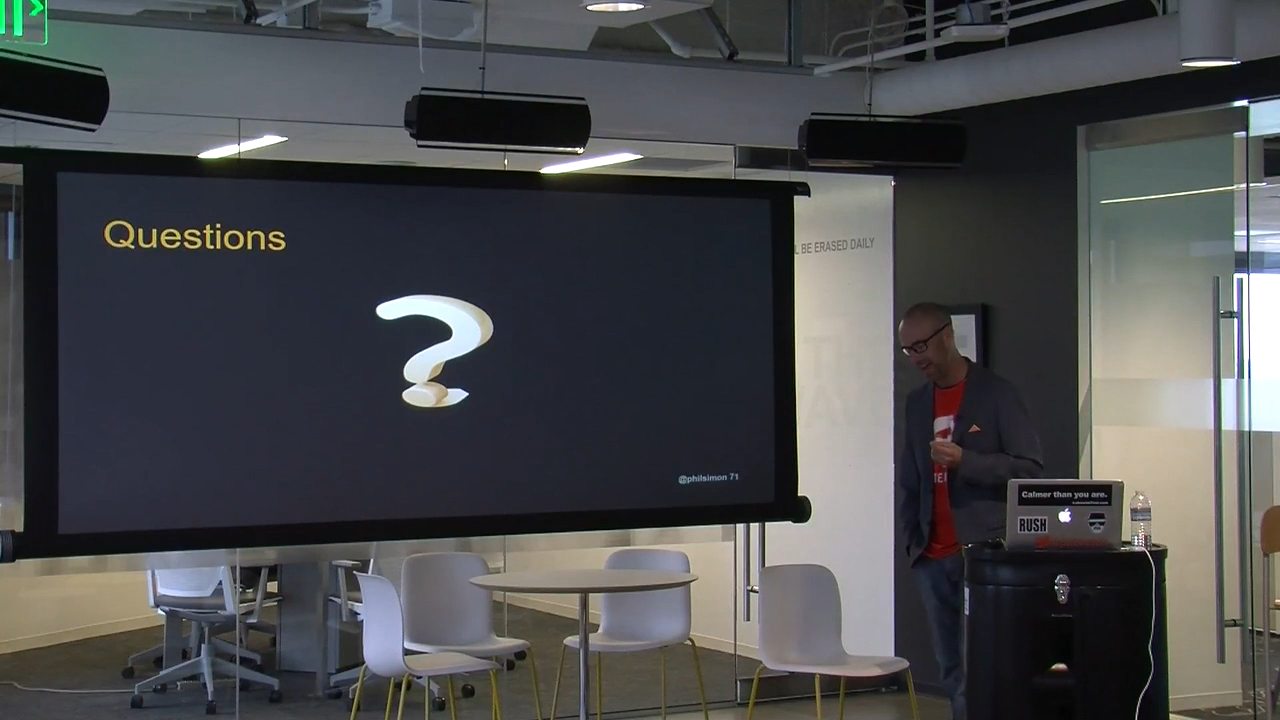 Questions
?
@philsimon 71
L BE ERASED DAILY
Calmer than you are.
RUSH